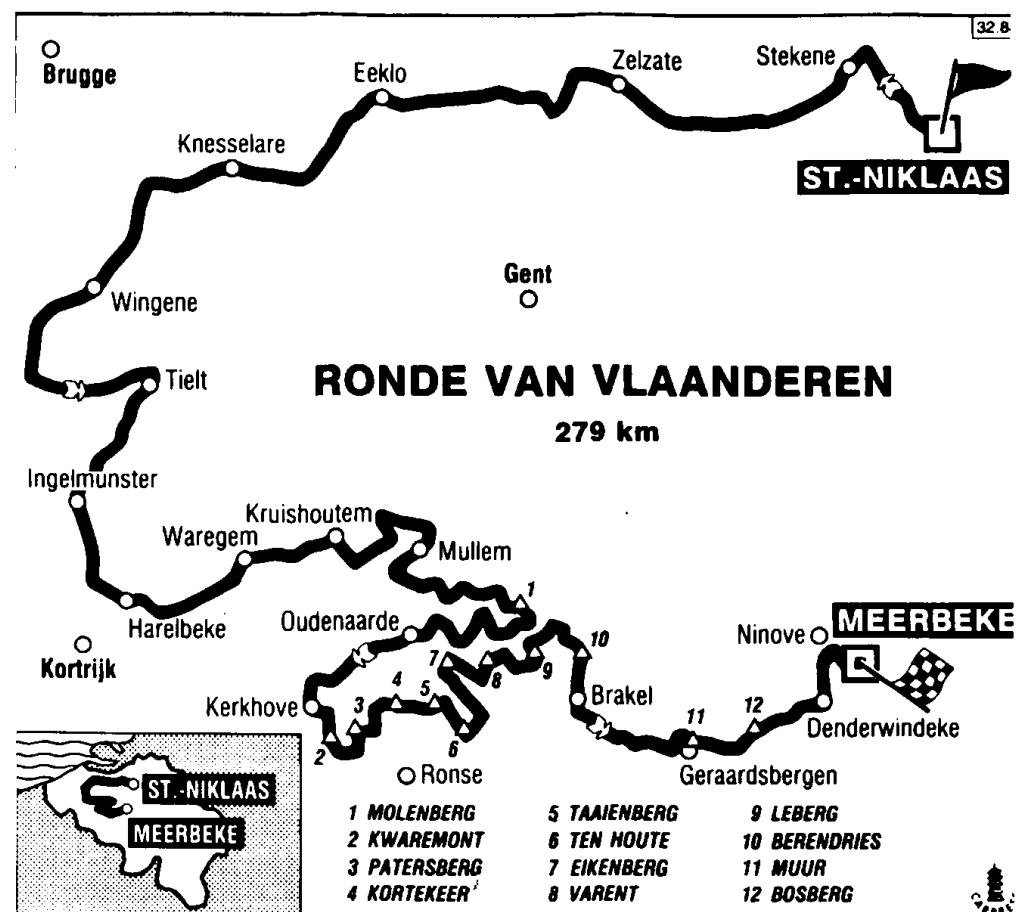 32.8
Brugge
Eeklo
Zelzate
Stekene
Knesselare
ST.-NIKLAAS
Gent
Wingene
Tielt
RONDE VAN VLAANDEREN
279 km
Ingelmunster
Kruishoutem
Waregem
Mullem
1
Harelbeke
Oudenaarde
Ninove
MEERBEKE
Kortrijk
7
8
9
10
Kerkhove
4
5
Brakel
2
3
6
11
12
Denderwindeke
Ronse
Geraardsbergen
ST.-NIKLAAS
MEERBEKE
1 MOLENBERG
2 KWAREMONT
3 PATERSBERG
4 KORTEKEER
5 TAAIENBERG
6 TEN HOUTE
7 EIKENBERG
8 VARENT
9 LEBERG
10 BERENDRIES
11 MUUR
12 BOSBERG